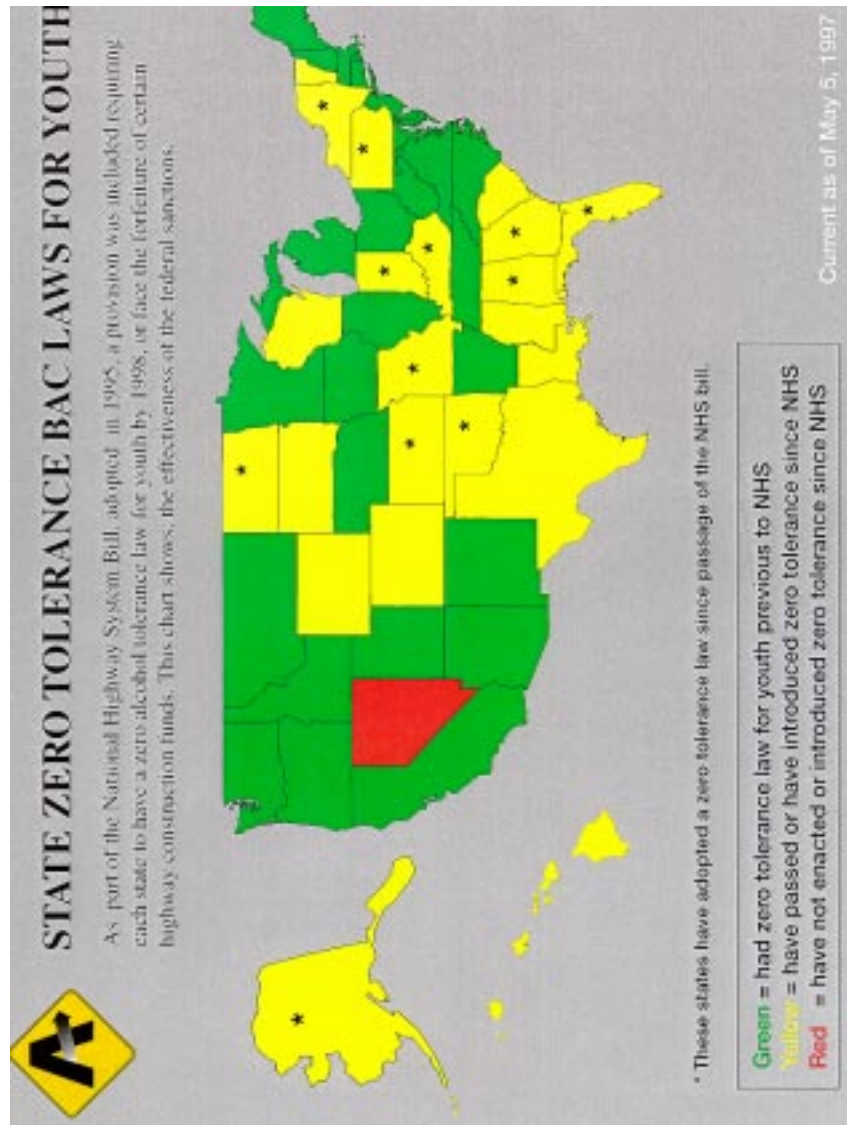 STATE ZERO TOLERANCE BAC LAWS FOR YOUTH
As part of the National Highway System Bill, adopted in 1995, a provision was included requiring
each state to have a zero alcohol tolerance law for youth by 1998, or face the forfeiture of certain
highway construction funds. This chart shows, the effectiveness of the federal sanctions.
* * * * * * * * * * * *
* These states have adopted a zero tolerance law since passage of the NHS bill.
Green = had zero tolerance law for youth previous to NHS
Yellow = have passed or have introduced zero tolerance since NHS
Red = have not enacted or introduced zero tolerance since NHS
Current as of May 5, 1997